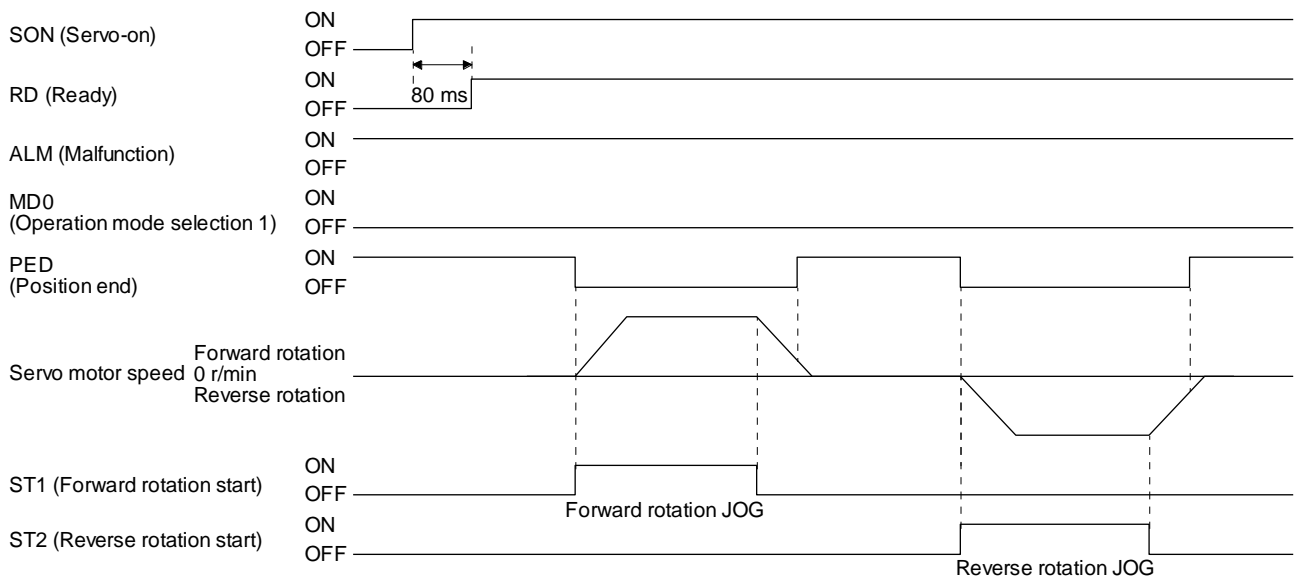 SON (Servo-on)
ON
OFF
RD (Ready)
ON
OFF
80 ms
ALM (Malfunction)
ON
OFF
MD0
(Operation mode selection 1)
ON
OFF
PED
(Position end)
ON
OFF
Servo motor speed
Forward rotation
0 r/min
Reverse rotation
ST1 (Forward rotation start)
ON
OFF
Forward rotation JOG
ST2 (Reverse rotation start)
ON
OFF
Reverse rotation JOG